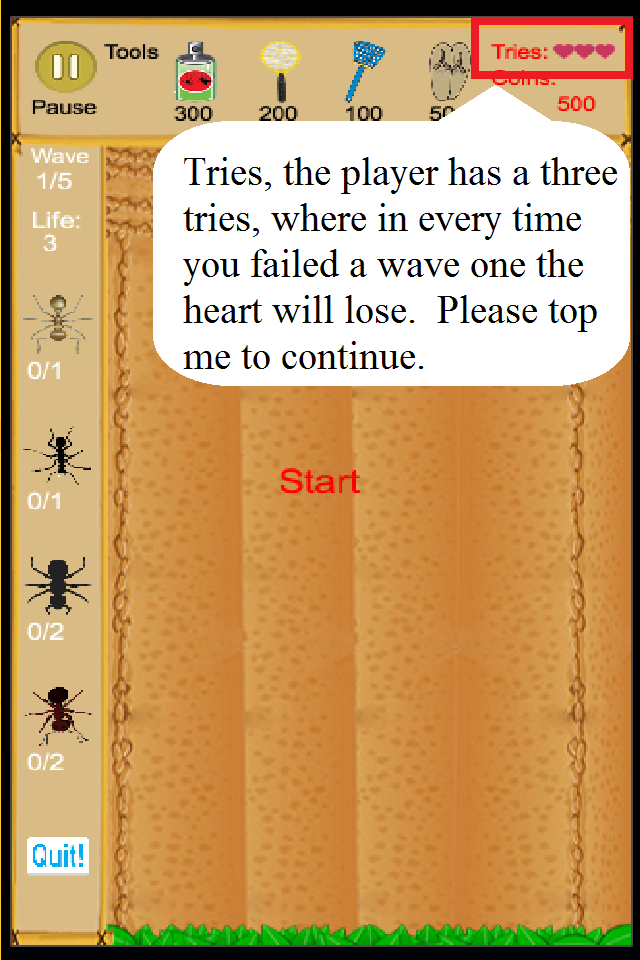 Tools
Tries:
Coins:
500
Pause
300
200
100
Wave
1/5
Life:
3
Tries, the player has a three
tries, where in every time
you failed a wave one the
heart will lose. Please top
me to continue.
0/1
Start
0/1
0/2
0/2
Quit!